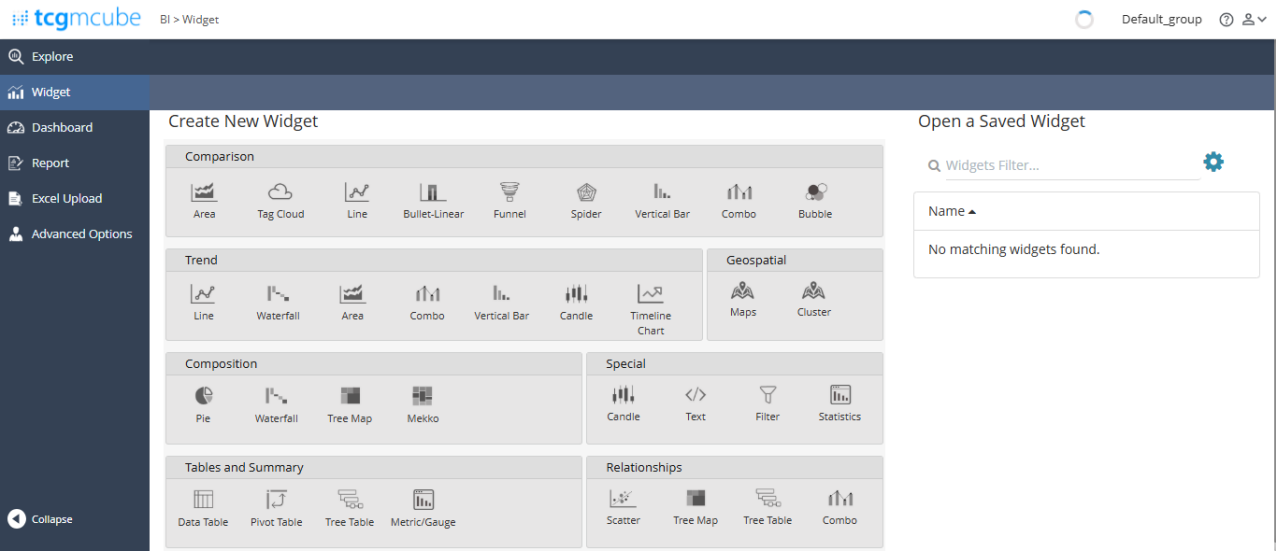 tcgmcube BI > Widget Default_group
Explore
Widget
Dashboard
Report
Excel Upload
Advanced Options
Collapse
Create New Widget
Comparison
Area Tag Cloud Line Bullet-Linear Funnel Spider Vertical Bar Combo Bubble
Trend
Line Waterfall Area Combo Vertical Bar Candle Timeline
Chart
Geospatial
Maps Cluster
Composition
Pie Waterfall Tree Map Mekko
Special
Candle Text Filter Statistics
Tables and Summary
Data Table Pivot Table Tree Table Metric/Gauge
Relationships
Scatter Tree Map Tree Table Combo
Open a Saved Widget
Widgets Filter...
Name
No matching widgets found.